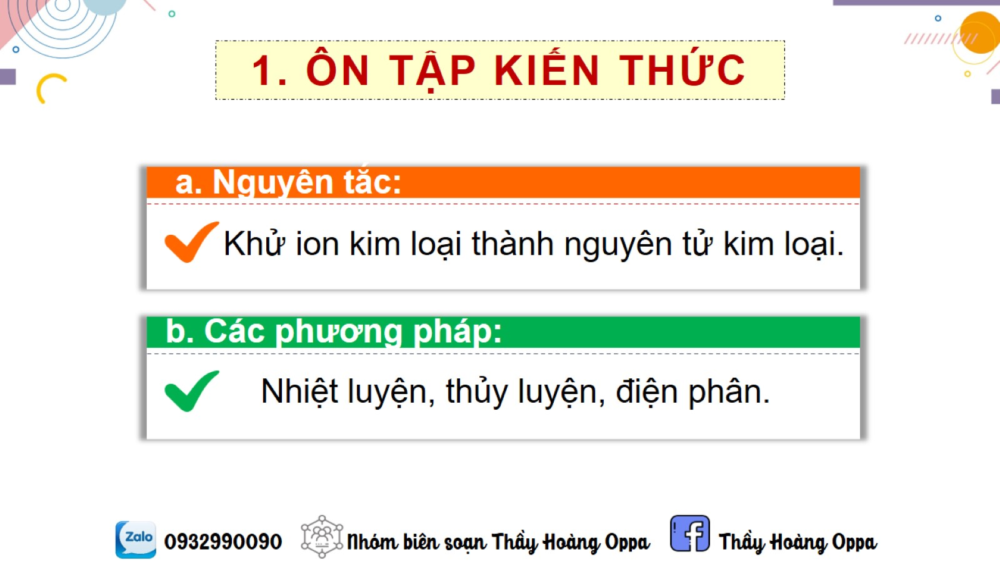 1. ÔN TẬP KIẾN THỨC
a. Nguyên tắc:
Khử ion kim loại thành nguyên tử kim loại.
b. Các phương pháp:
Nhiệt luyện, thủy luyện, điện phân.
Zalo 0932990090 Nhóm biên soạn Thầy Hoàng Oppa f Thầy Hoàng Oppa